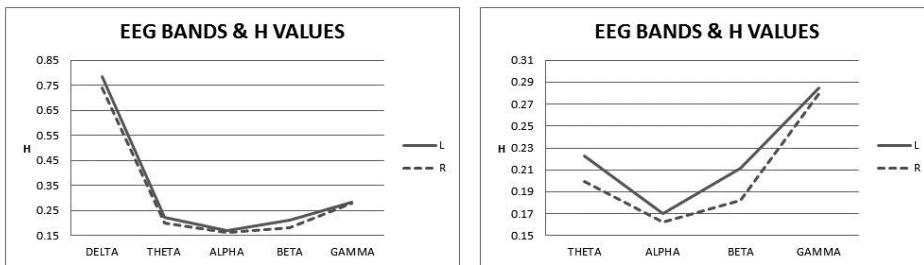 EEG BANDS & H VALUES
0.85
0.75
0.65
0.55
0.45
0.35
0.25
0.15
H
DELTA THETA ALPHA BETA GAMMA
L
R
EEG BANDS & H VALUES
0.31
0.29
0.27
0.25
0.23
0.21
0.19
0.17
0.15
H
THETA ALPHA BETA GAMMA
L
R